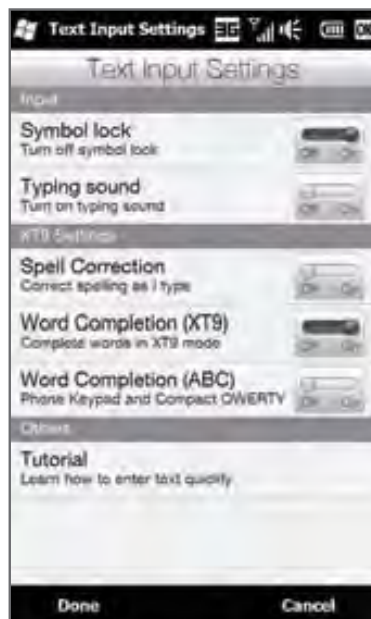 Text Input Settings 3G OK
Text Input Settings
Input
Symbol lock
Turn off symbol lock
Off On
Typing sound
Turn on typing sound
Off On
XT9 Settings
Spell Correction
Correct spelling as I type
Off On
Word Completion (XT9)
Complete words in XT9 mode
Off On
Word Completion (ABC)
Phone Keypad and Compact QWERTY
Off On
Others
Tutorial
Learn how to enter text quickly
Done Cancel